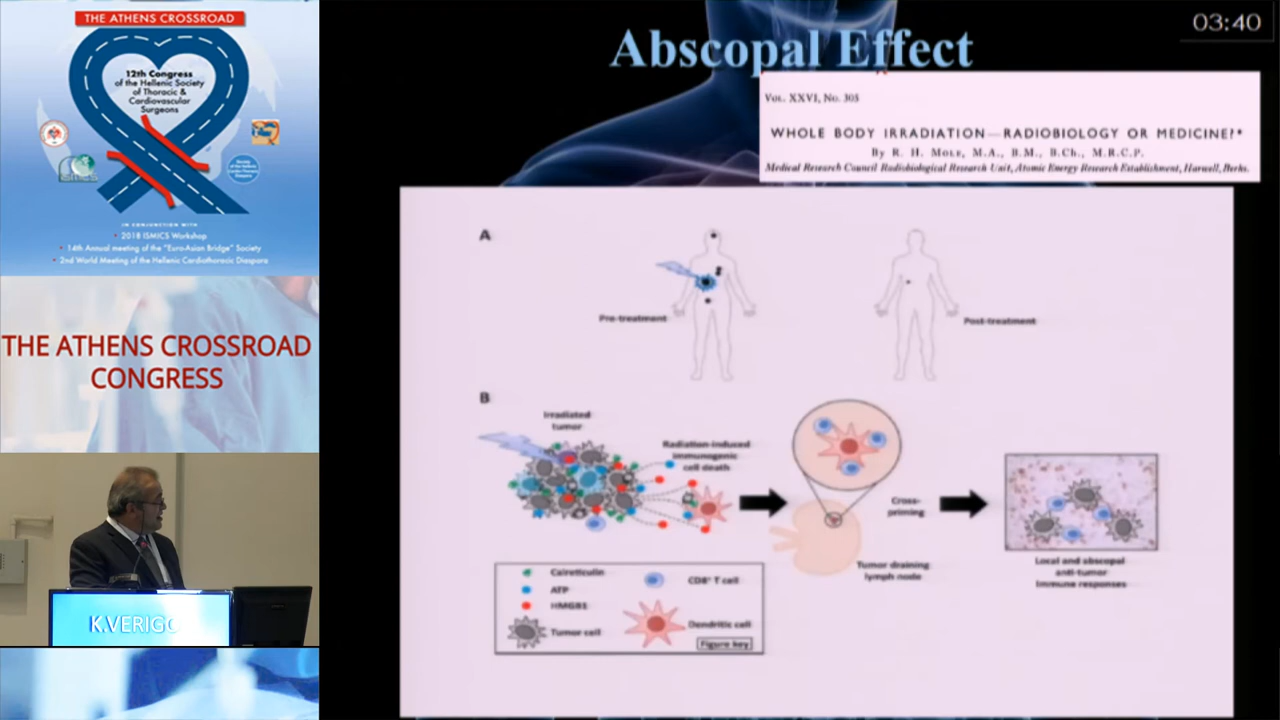 THE ATHENS CROSSROAD
12th Congress
of the Hellenic Society
of Thoracic &
Cardiovascular
Surgeons
IN CONJUNCTION WITH
• 2018 ISMICS Workshop
• 14th Annual meeting of the "Euro-Asian Bridge" Society
• 2nd World Meeting of the Hellenic Cardiothoracic Diaspora
THE ATHENS CROSSROAD
CONGRESS
K.VERIGO
03:40
Abscopal Effect
Vol. XXVI, No. 305
WHOLE BODY IRRADIATION—RADIOBIOLOGY OR MEDICINE?*
By R. H. Mole, M.A., B.M., B.Ch., M.R.C.P.
Medical Research Council Radiobiological Research Unit, Atomic Energy Research Establishment, Harwell, Berks.
A
Pre-treatment
Post-treatment
B
Irradiated
tumor
Radiation-induced
immunogenic
cell death
Cross-
priming
Tumor draining
lymph node
Local and abscopal
anti-tumor
immune responses
Calreticulin
ATP
HMGB1
Tumor cell
CD8⁺ T cell
Dendritic cell
Figure key